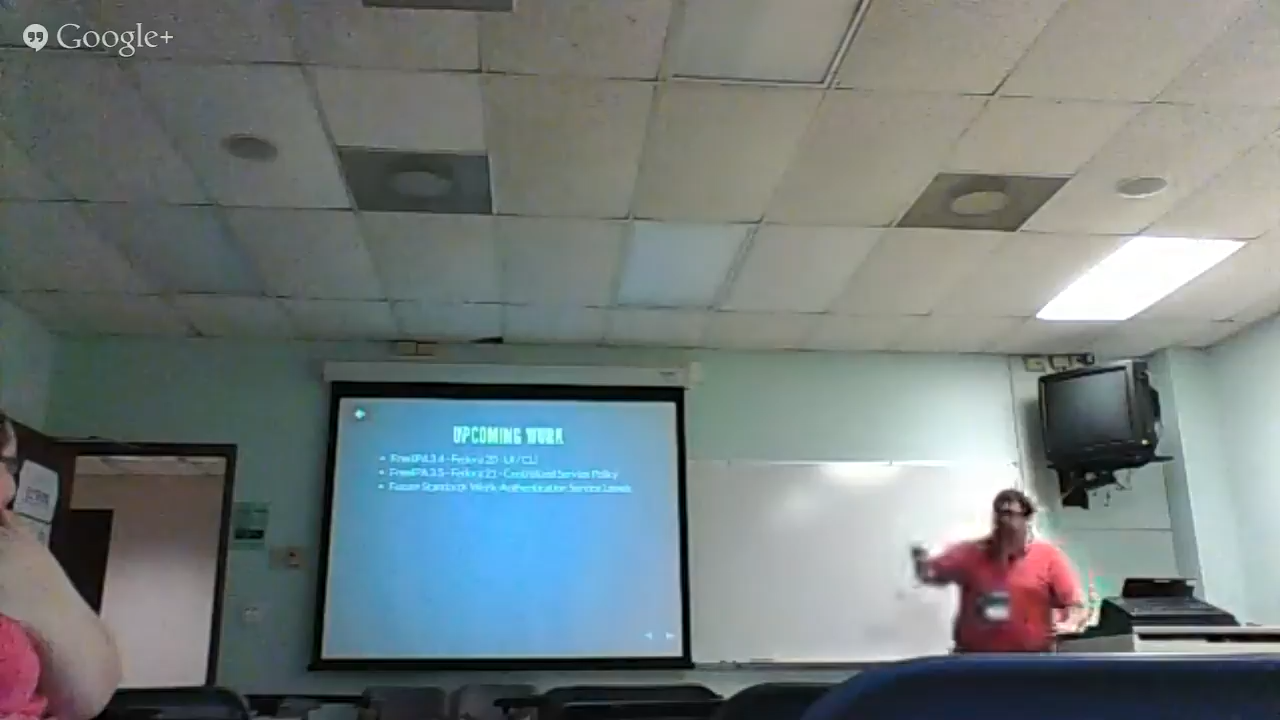 Google+
UPCOMING WORK
FreeIPA 3.4 - Fedora 20 - UI / CLI
FreeIPA 3.5 - Fedora 21 - Centralized Service Policy
Future Standards Work: Authentication Service Levels